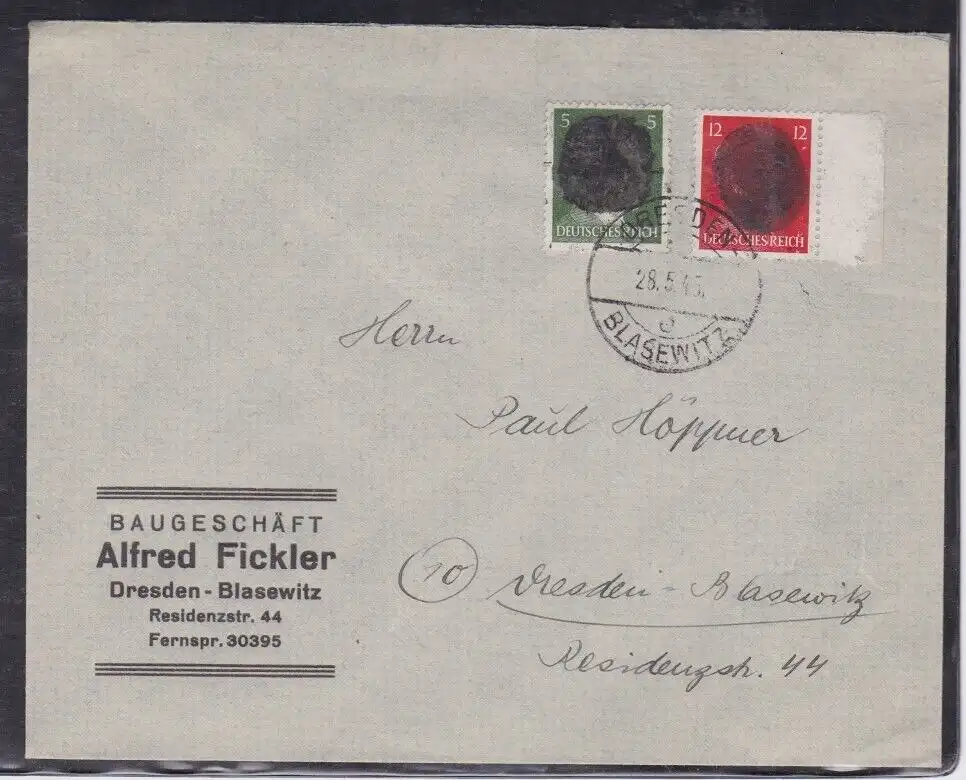 5 5
DEUTSCHES REICH
12 12
DEUTSCHES REICH
DRESDEN
28.5.45.
BLASEWITZ
Herrn
Paul Höppner
BAUGESCHÄFT
Alfred Fickler
Dresden - Blasewitz
Residenzstr. 44
Fernspr. 30395
(10) Dresden - Blasewitz
Residenzstr. 44